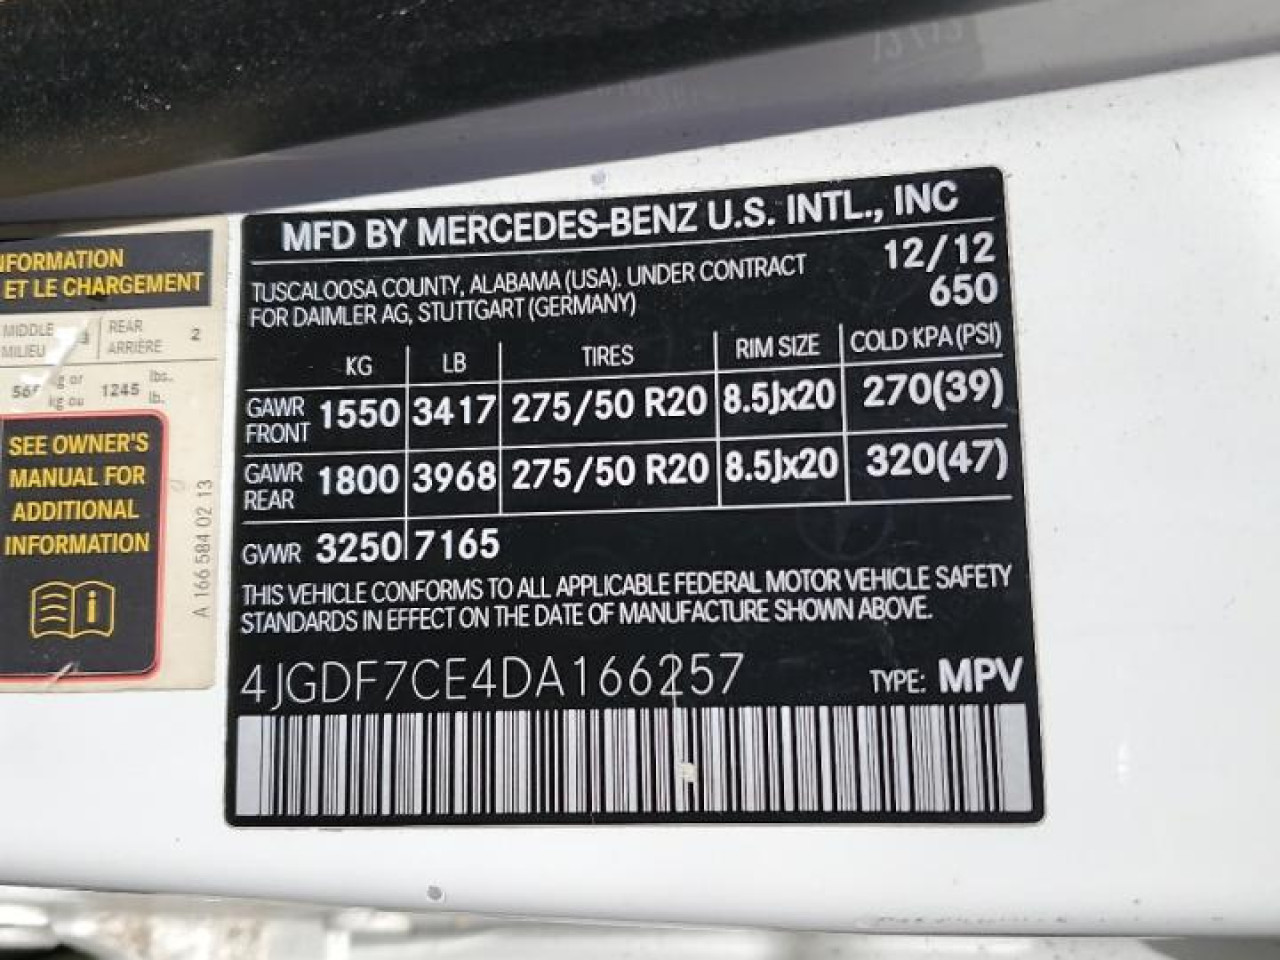 NFORMATION
ET LE CHARGEMENT
MIDDLE
MILIEU
REAR
ARRIÈRE
2
kg ou
1245 lbs.
lb.
SEE OWNER'S
MANUAL FOR
ADDITIONAL
INFORMATION
i
A 166 584 02 13
MFD BY MERCEDES-BENZ U.S. INTL., INC
TUSCALOOSA COUNTY, ALABAMA (USA). UNDER CONTRACT
FOR DAIMLER AG, STUTTGART (GERMANY)
12/12
650
KG LB TIRES RIM SIZE COLD KPA (PSI)
GAWR FRONT 1550 3417 275/50 R20 8.5Jx20 270(39)
GAWR REAR 1800 3968 275/50 R20 8.5Jx20 320(47)
GVWR 3250 7165
THIS VEHICLE CONFORMS TO ALL APPLICABLE FEDERAL MOTOR VEHICLE SAFETY
STANDARDS IN EFFECT ON THE DATE OF MANUFACTURE SHOWN ABOVE.
4JGDF7CE4DA166257 TYPE: MPV